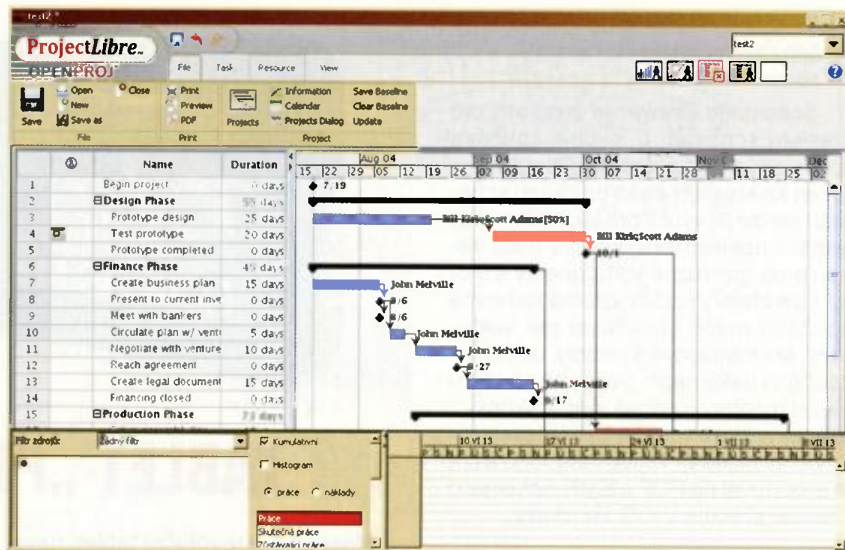 test2 *
ProjectLibre™
OPENPROJ
test2
File Task Resource View
Open Close
New
Save Save as
File
Print
Preview
PDF
Print
Projects
Information
Calendar
Projects Dialog
Save Baseline
Clear Baseline
Update
Project
Name Duration
Aug 04 Sep 04 Oct 04 Nov 04 Dec
15 22 29 05 12 19 26 02 09 16 23 30 07 14 21 28 04 11 18 25 02
1 Begin project 0 days 7/19
2 Design Phase 55 days
3 Prototype design 25 days Bill Kirk;Scott Adams[50%]
4 Test prototype 20 days Bill Kirk;Scott Adams
5 Prototype completed 0 days 10/1
6 Finance Phase 45 days
7 Create business plan 15 days John Melville
8 Present to current inve 0 days 8/6
9 Meet with bankers 0 days 8/6
10 Circulate plan w/ ventu 5 days John Melville
11 Negotiate with venture 10 days John Melville
12 Reach agreement 0 days 8/27
13 Create legal document 15 days John Melville
14 Financing closed 0 days 9/17
15 Production Phase 73 days
Filtr zdrojů: Žádný filtr
Kumulativní
Histogram
práce náklady
Práce
Skutečná práce
Zůstávající práce
10 VI 13 17 VI 13 24 VI 13 1 VII 13 8 VII 13